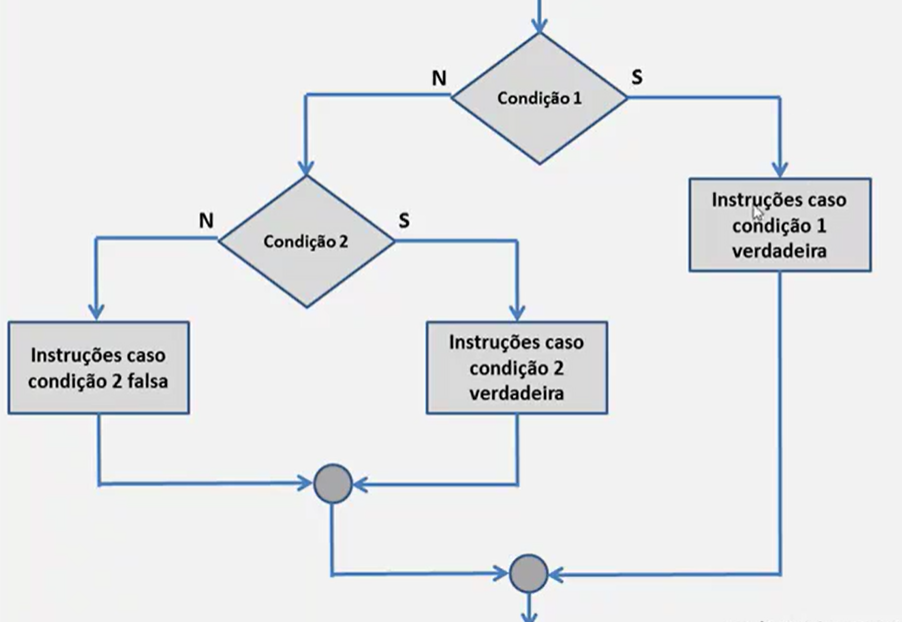 N
S
Condição 1
Instruções caso
condição 1
verdadeira
N
S
Condição 2
Instruções caso
condição 2 falsa
Instruções caso
condição 2
verdadeira